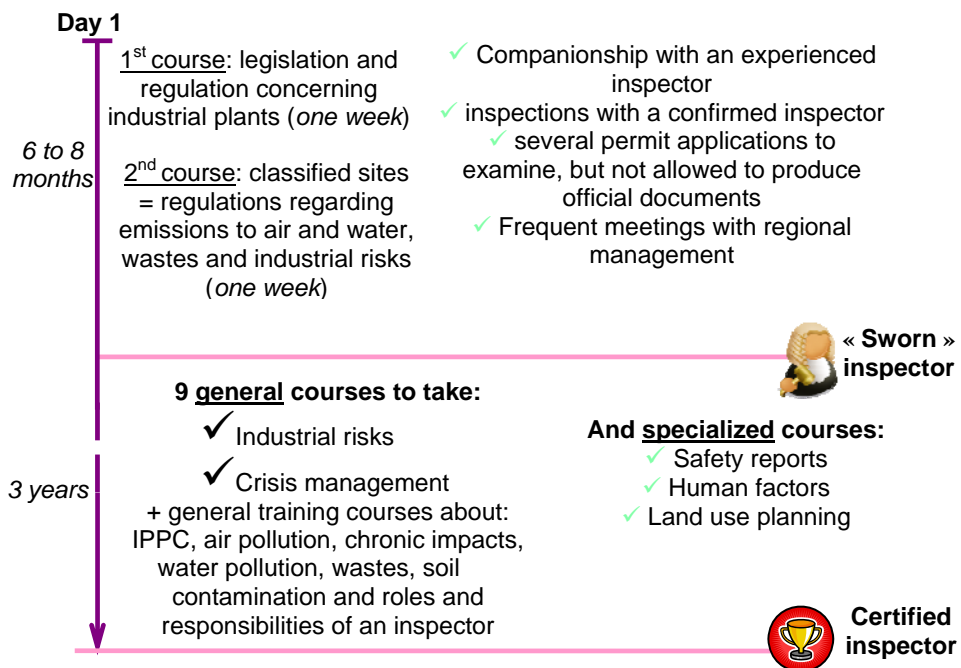 Day 1
1st course: legislation and
regulation concerning
industrial plants (one week)
6 to 8
months
2nd course: classified sites
= regulations regarding
emissions to air and water,
wastes and industrial risks
(one week)
✓ Companionship with an experienced
inspector
✓ inspections with a confirmed inspector
✓ several permit applications to
examine, but not allowed to produce
official documents
✓ Frequent meetings with regional
management
« Sworn »
inspector
9 general courses to take:
✓ Industrial risks
✓ Crisis management
+ general training courses about:
IPPC, air pollution, chronic impacts,
water pollution, wastes, soil
contamination and roles and
responsibilities of an inspector
3 years
And specialized courses:
✓ Safety reports
✓ Human factors
✓ Land use planning
Certified
inspector